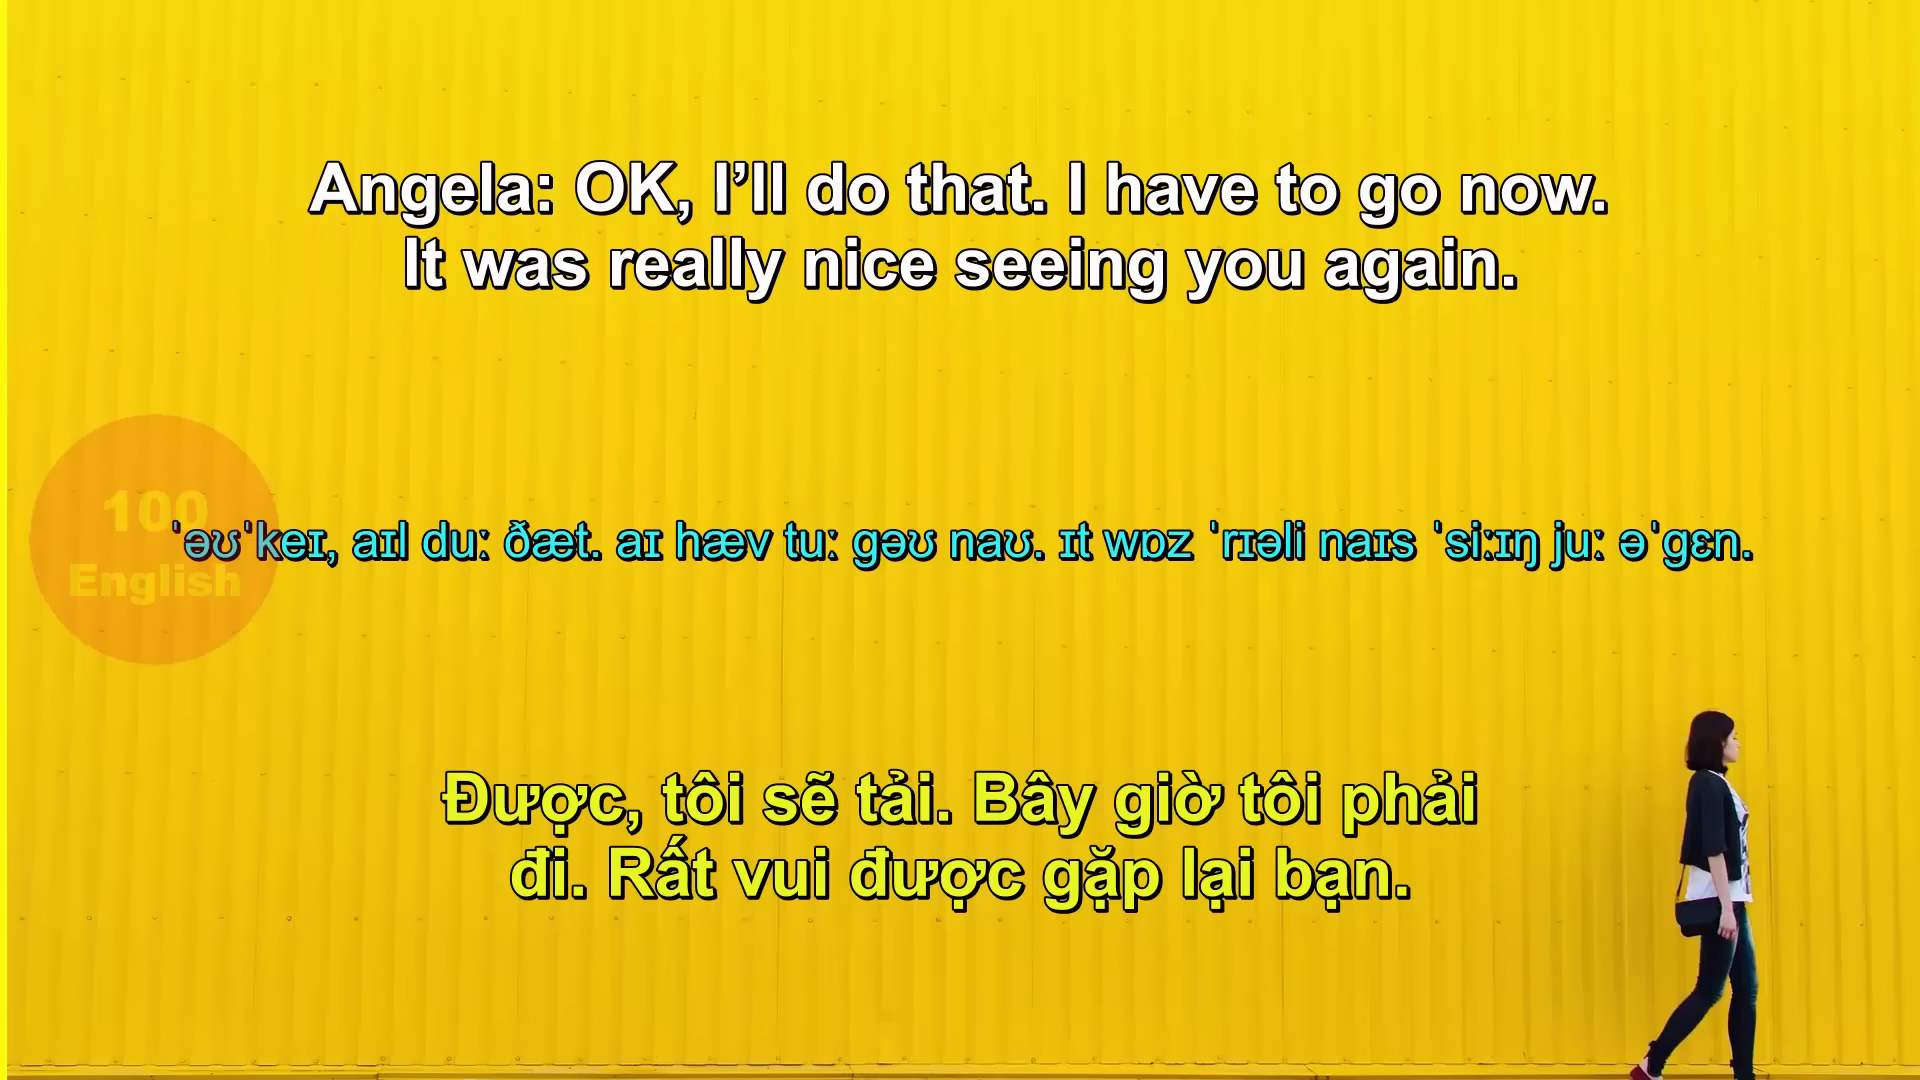 Angela: OK, I’ll do that. I have to go now.
It was really nice seeing you again.
100
English
ˈəʊˈkeɪ, aɪl duː ðæt. aɪ hæv tuː gəʊ naʊ. ɪt wɒz ˈrɪəli naɪs ˈsiːɪŋ juː əˈgɛn.
Được, tôi sẽ tải. Bây giờ tôi phải
đi. Rất vui được gặp lại bạn.